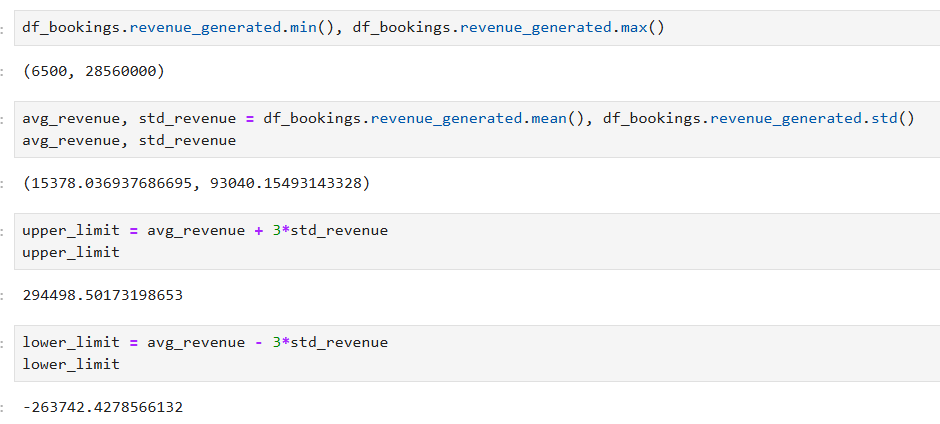 df_bookings.revenue_generated.min(), df_bookings.revenue_generated.max()
(6500, 28560000)
avg_revenue, std_revenue = df_bookings.revenue_generated.mean(), df_bookings.revenue_generated.std()
avg_revenue, std_revenue
(15378.036937686695, 93040.15493143328)
upper_limit = avg_revenue + 3*std_revenue
upper_limit
294498.50173198653
lower_limit = avg_revenue - 3*std_revenue
lower_limit
-263742.4278566132